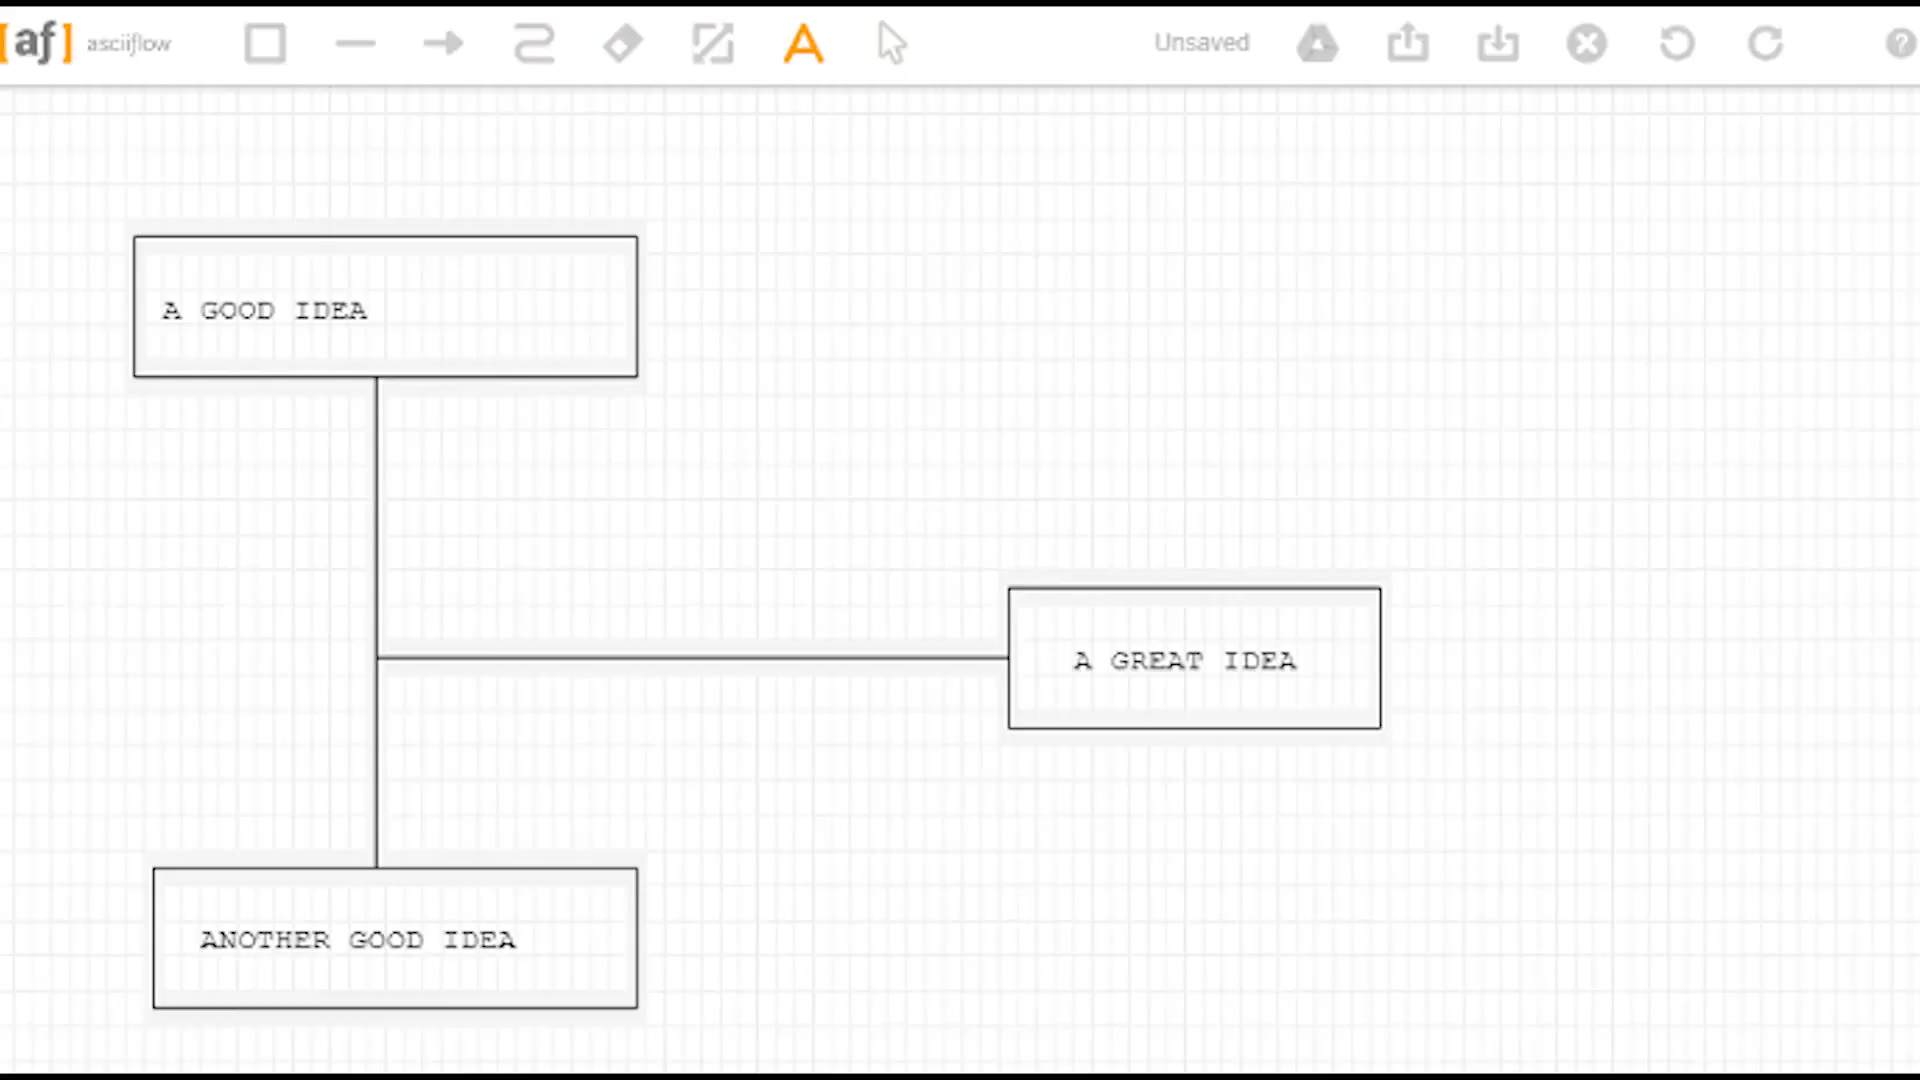 [af] asciiflow
A
Unsaved
?
A GOOD IDEA
A GREAT IDEA
ANOTHER GOOD IDEA